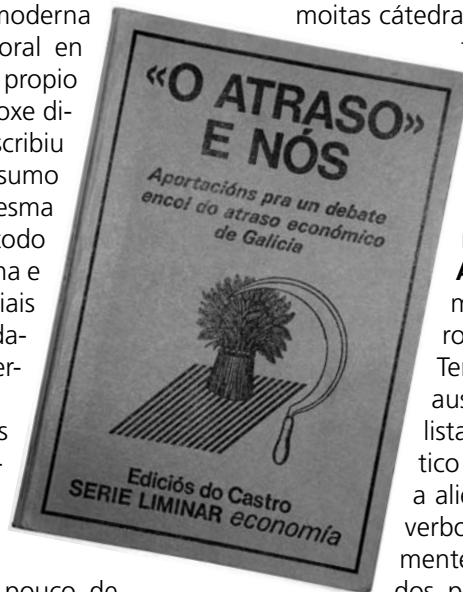 moderna
oral en
propio
oxe di-
scribiu
sumo
esma
todo
na e
iais
da-
er-
s
-
pouco de
«O ATRASO»
E NÓS
Aportacións pra un debate
encol do atraso económico
de Galicia
Ediciós do Castro
SERIE LIMINAR economía
moitas cátedra
A
m
ro
Ter
aus
lista
tico
a alie
verbo
mente
dos p